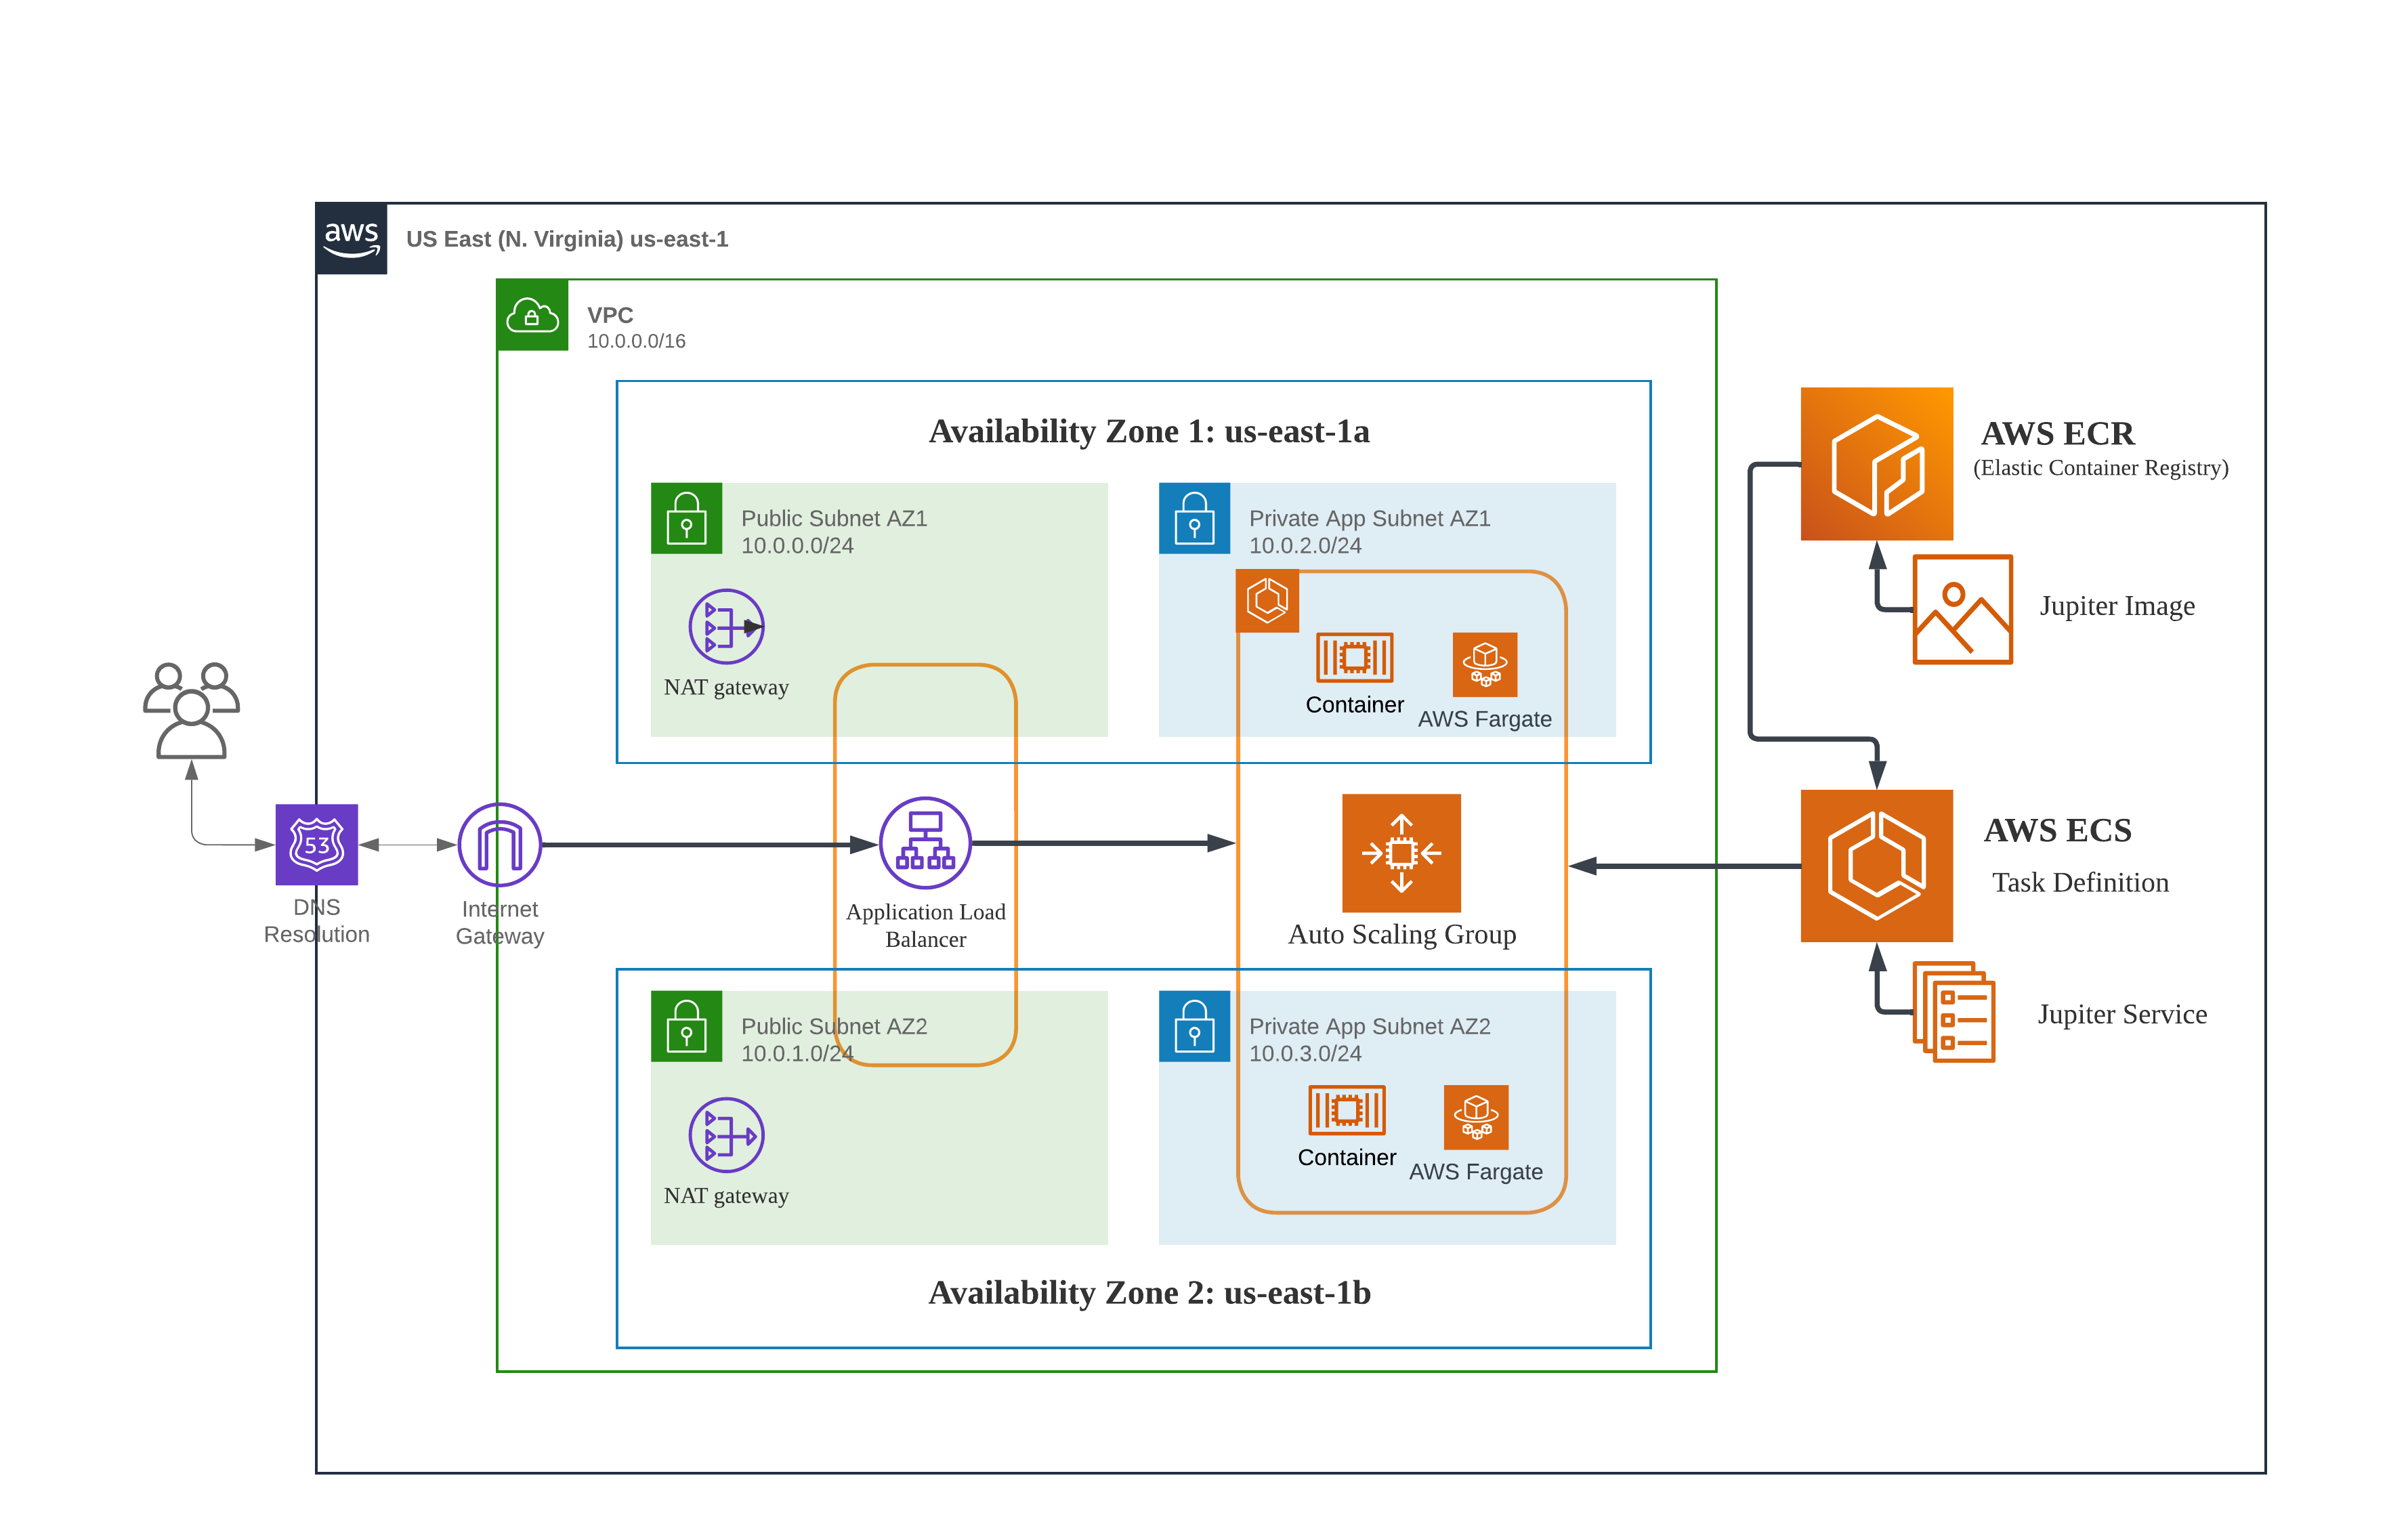 aws
US East (N. Virginia) us-east-1
VPC
10.0.0.0/16
Availability Zone 1: us-east-1a
Public Subnet AZ1
10.0.0.0/24
NAT gateway
Private App Subnet AZ1
10.0.2.0/24
Container
AWS Fargate
AWS ECR
(Elastic Container Registry)
Jupiter Image
53
DNS
Resolution
Internet
Gateway
Application Load
Balancer
Auto Scaling Group
AWS ECS
Task Definition
Jupiter Service
Public Subnet AZ2
10.0.1.0/24
NAT gateway
Private App Subnet AZ2
10.0.3.0/24
Container
AWS Fargate
Availability Zone 2: us-east-1b